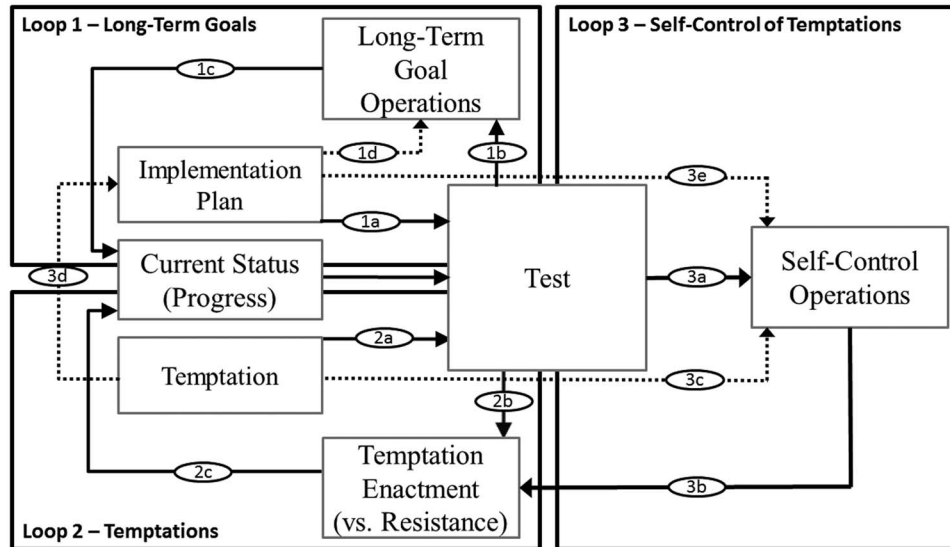 Loop 1 – Long-Term Goals
Loop 3 – Self-Control of Temptations
Long-Term
Goal
Operations
1c
1d
1b
Implementation
Plan
3e
1a
Current Status
(Progress)
3d
Test
3a
Self-Control
Operations
2a
Temptation
3c
2b
Temptation
Enactment
(vs. Resistance)
2c
3b
Loop 2 – Temptations